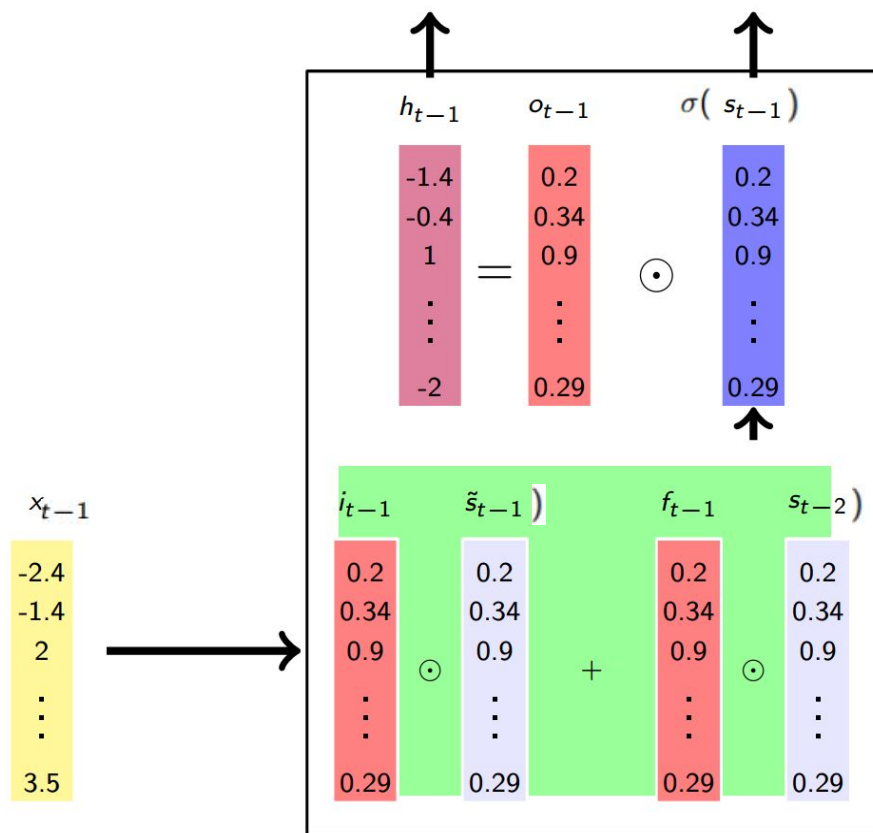 h_{t−1} o_{t−1} σ( s_{t−1} )
-1.4 0.2 0.2
-0.4 0.34 0.34
1 0.9 0.9
= ⊙
⋮ ⋮ ⋮
-2 0.29 0.29
x_{t−1} i_{t−1} s̃_{t−1} ) f_{t−1} s_{t−2} )
-2.4 0.2 0.2 0.2 0.2
-1.4 0.34 0.34 0.34 0.34
2 0.9 0.9 0.9 0.9
⊙ + ⊙
⋮ ⋮ ⋮ ⋮ ⋮
3.5 0.29 0.29 0.29 0.29